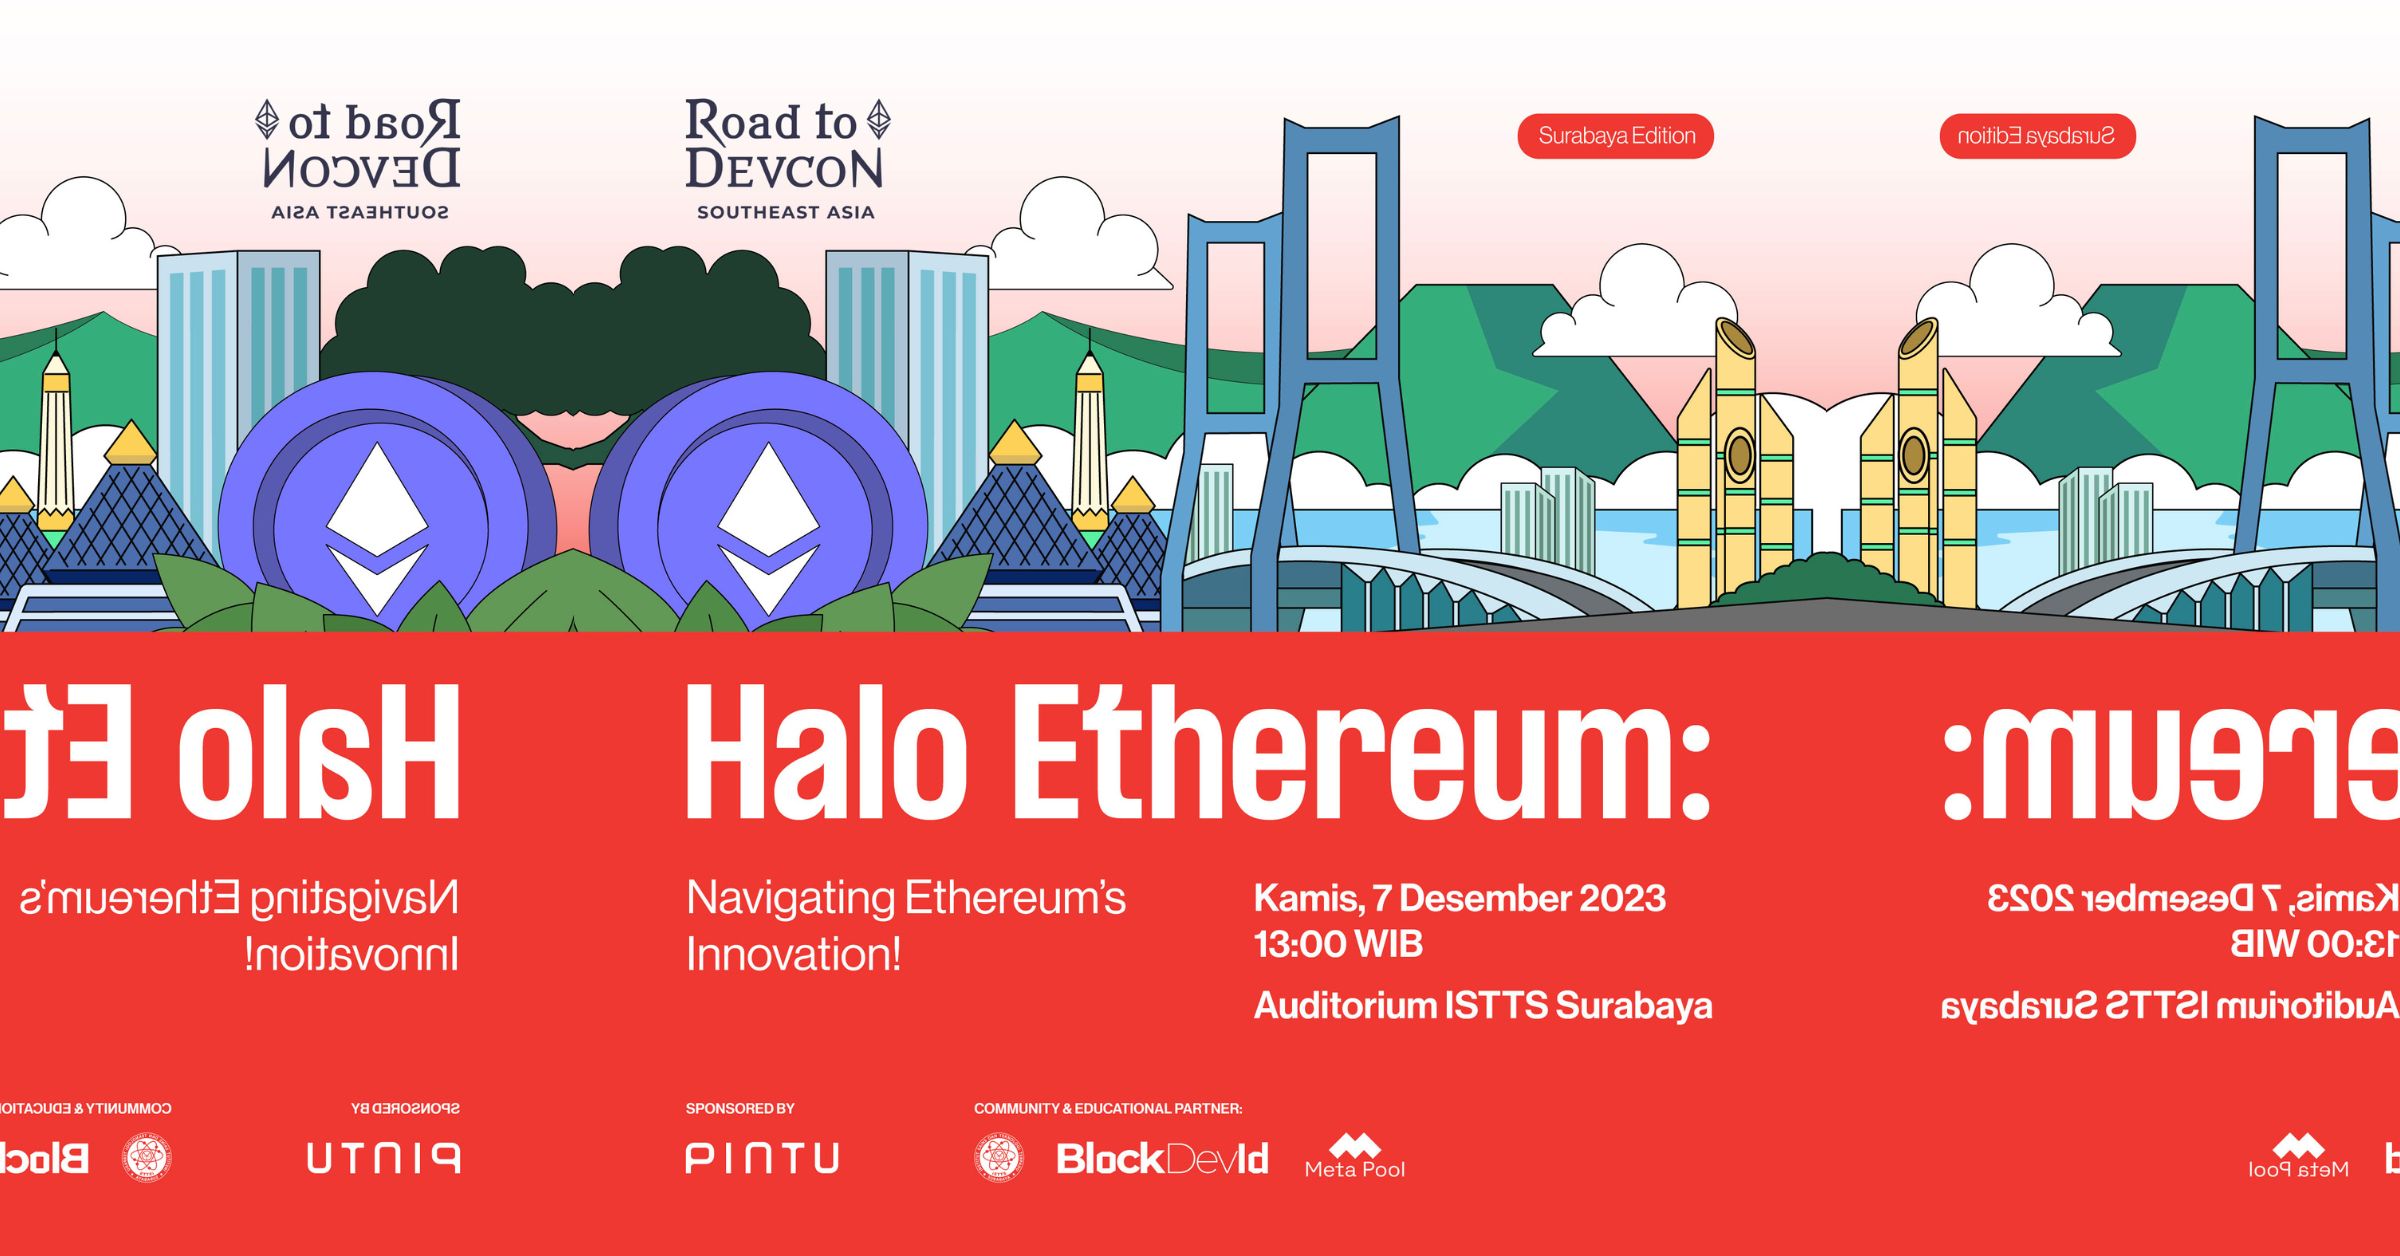 Road to
DEVCON
SOUTHEAST ASIA
Surabaya Edition
Halo Ethereum:
Navigating Ethereum's
Innovation!
Kamis, 7 Desember 2023
13:00 WIB
Auditorium ISTTS Surabaya
SPONSORED BY
PINTU
COMMUNITY & EDUCATIONAL PARTNER:
BlockDevId
Meta Pool